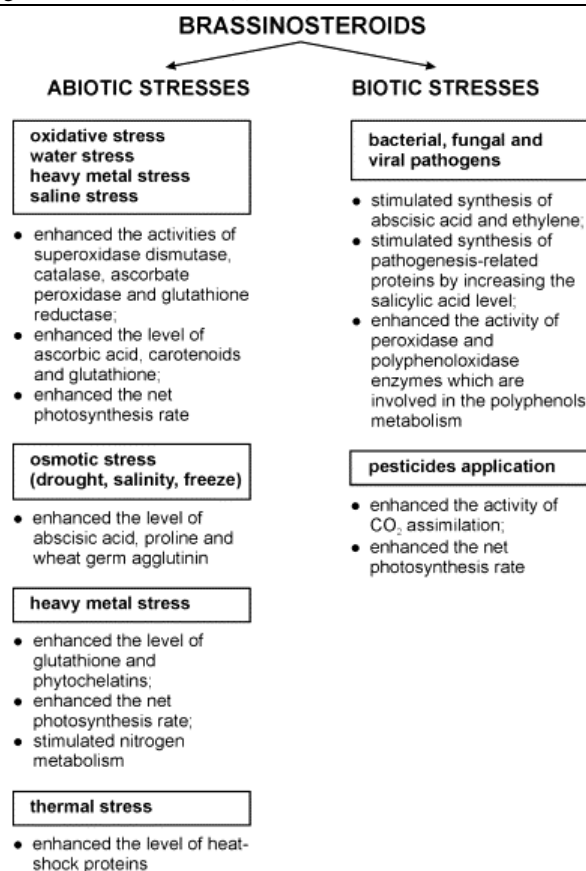 BRASSINOSTEROIDS
ABIOTIC STRESSES
oxidative stress
water stress
heavy metal stress
saline stress
● enhanced the activities of
superoxidase dismutase,
catalase, ascorbate
peroxidase and glutathione
reductase;
● enhanced the level of
ascorbic acid, carotenoids
and glutathione;
● enhanced the net
photosynthesis rate
osmotic stress
(drought, salinity, freeze)
● enhanced the level of
abscisic acid, proline and
wheat germ agglutinin
heavy metal stress
● enhanced the level of
glutathione and
phytochelatins;
● enhanced the net
photosynthesis rate;
● stimulated nitrogen
metabolism
thermal stress
● enhanced the level of heat-
shock proteins
BIOTIC STRESSES
bacterial, fungal and
viral pathogens
● stimulated synthesis of
abscisic acid and ethylene;
● stimulated synthesis of
pathogenesis-related
proteins by increasing the
salicylic acid level;
● enhanced the activity of
peroxidase and
polyphenoloxidase
enzymes which are
involved in the polyphenols
metabolism
pesticides application
● enhanced the activity of
CO₂ assimilation;
● enhanced the net
photosynthesis rate